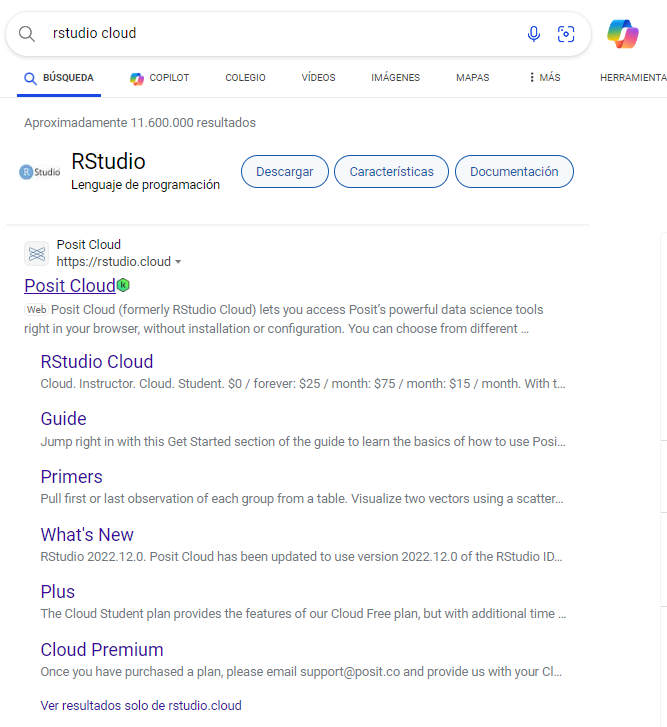 rstudio cloud
BÚSQUEDA COPILOT COLEGIO VÍDEOS IMÁGENES MAPAS MÁS HERRAMIENTA
Aproximadamente 11.600.000 resultados
R Studio
RStudio
Lenguaje de programación
Descargar Características Documentación
Posit Cloud
https://rstudio.cloud
Posit Cloud
Web Posit Cloud (formerly RStudio Cloud) lets you access Posit's powerful data science tools
right in your browser, without installation or configuration. You can choose from different ...
RStudio Cloud
Cloud. Instructor. Cloud. Student. $0 / forever: $25 / month: $75 / month: $15 / month. With t...
Guide
Jump right in with this Get Started section of the guide to learn the basics of how to use Posi...
Primers
Pull first or last observation of each group from a table. Visualize two vectors using a scatter...
What's New
RStudio 2022.12.0. Posit Cloud has been updated to use version 2022.12.0 of the RStudio ID...
Plus
The Cloud Student plan provides the features of our Cloud Free plan, but with additional time ...
Cloud Premium
Once you have purchased a plan, please email support@posit.co and provide us with your Cl...
Ver resultados solo de rstudio.cloud